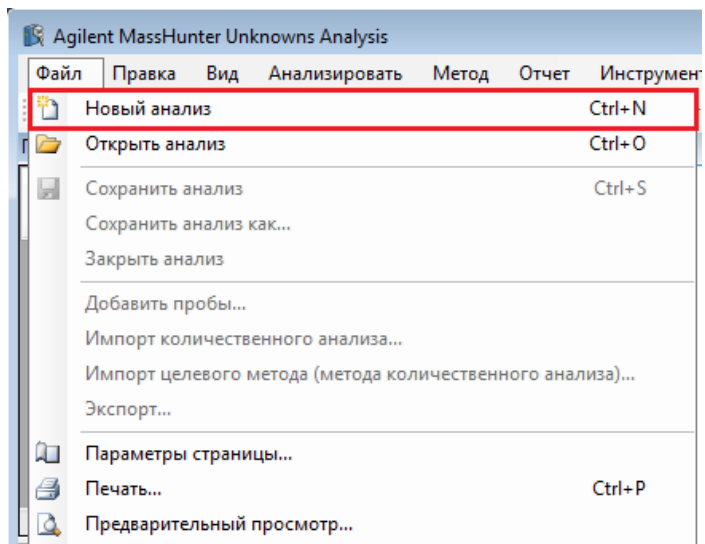 Agilent MassHunter Unknowns Analysis
Файл Правка Вид Анализировать Метод Отчет
Новый анализ Ctrl+N
Открыть анализ Ctrl+O
Сохранить анализ Ctrl+S
Сохранить анализ как...
Закрыть анализ
Добавить пробы...
Импорт количественного анализа...
Импорт целевого метода (метода количественного анализа)...
Экспорт...
Параметры страницы...
Печать... Ctrl+P
Предварительный просмотр...